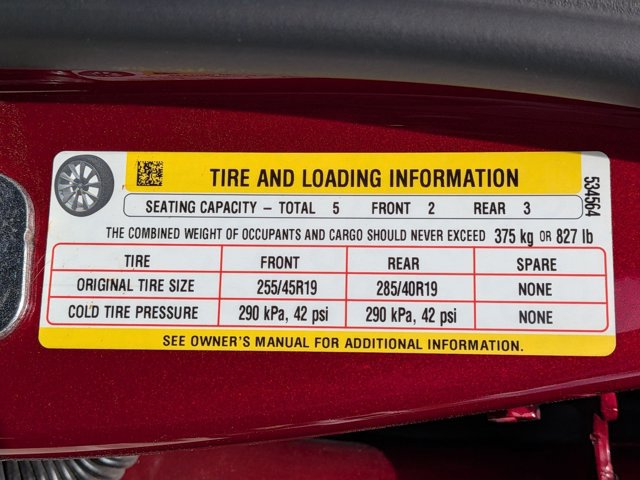 TIRE AND LOADING INFORMATION
SEATING CAPACITY – TOTAL 5 FRONT 2 REAR 3
THE COMBINED WEIGHT OF OCCUPANTS AND CARGO SHOULD NEVER EXCEED 375 kg OR 827 lb
TIRE FRONT REAR SPARE
ORIGINAL TIRE SIZE 255/45R19 285/40R19 NONE
COLD TIRE PRESSURE 290 kPa, 42 psi 290 kPa, 42 psi NONE
SEE OWNER'S MANUAL FOR ADDITIONAL INFORMATION.
534564